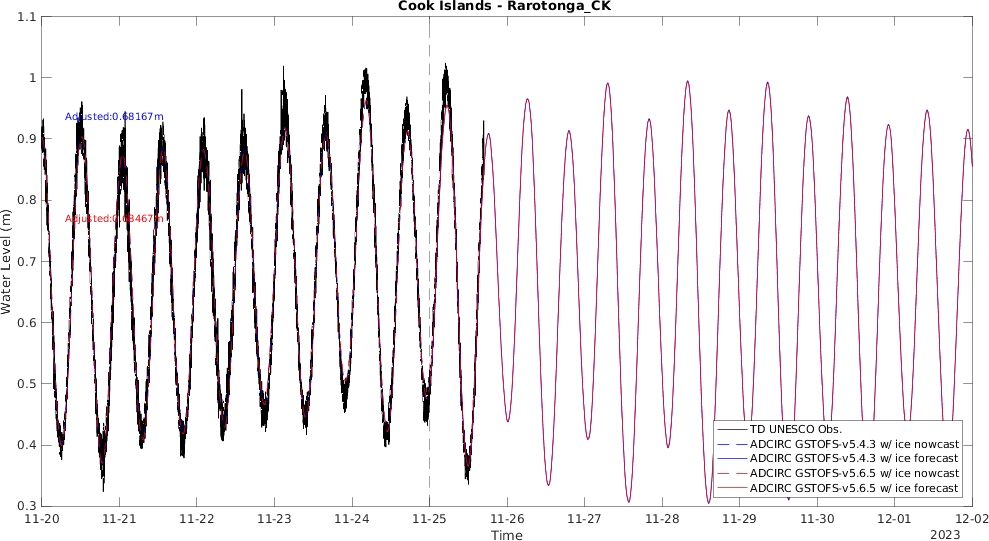 Cook Islands - Rarotonga_CK
1.1
1
0.9
0.8
0.7
0.6
0.5
0.4
0.3
Water Level (m)
Adjusted:0.68167m
Adjusted:0.68467m
TD UNESCO Obs.
ADCIRC GSTOFS-v5.4.3 w/ ice nowcast
ADCIRC GSTOFS-v5.4.3 w/ ice forecast
ADCIRC GSTOFS-v5.6.5 w/ ice nowcast
ADCIRC GSTOFS-v5.6.5 w/ ice forecast
11-20 11-21 11-22 11-23 11-24 11-25 11-26 11-27 11-28 11-29 11-30 12-01 12-02
Time
2023